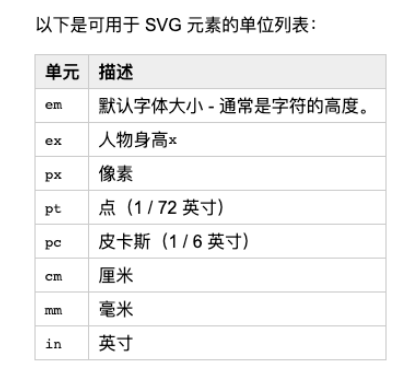 以下是可用于 SVG 元素的单位列表：
单元 描述
em 默认字体大小 - 通常是字符的高度。
ex 人物身高x
px 像素
pt 点（1 / 72 英寸）
pc 皮卡斯（1 / 6 英寸）
cm 厘米
mm 毫米
in 英寸